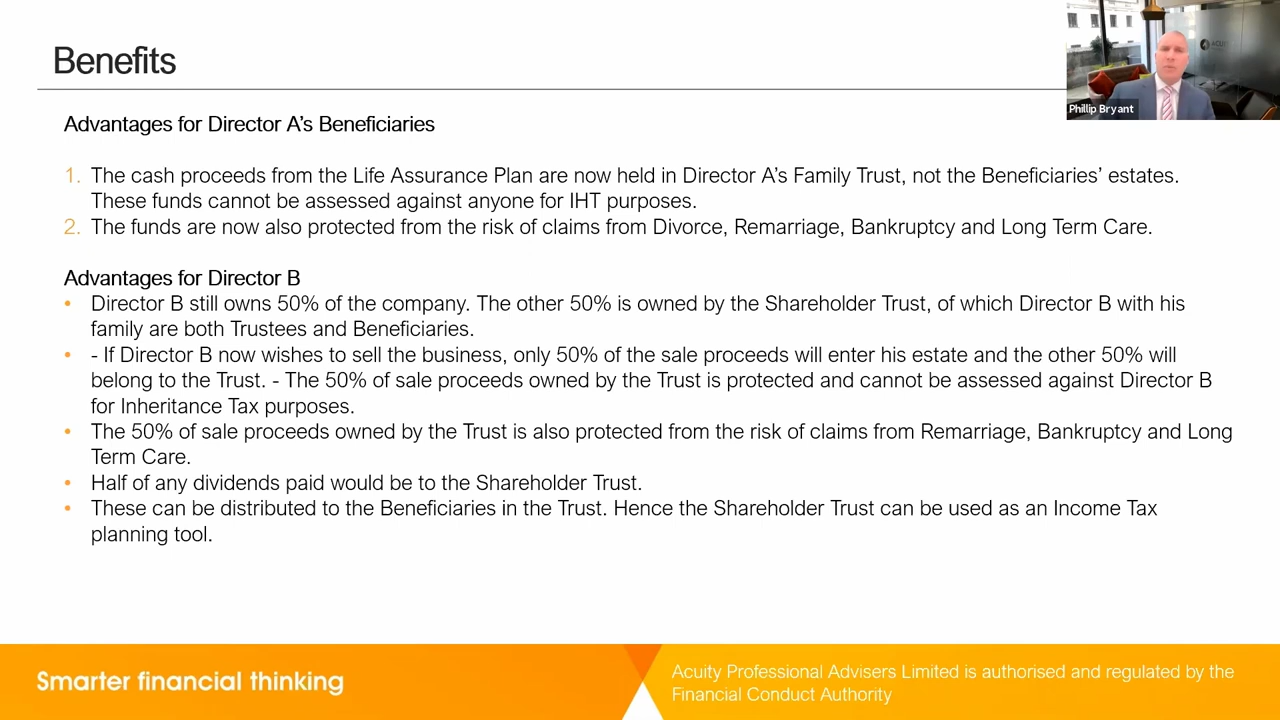 Benefits
Phillip Bryant
Advantages for Director A's Beneficiaries
1. The cash proceeds from the Life Assurance Plan are now held in Director A's Family Trust, not the Beneficiaries' estates.
These funds cannot be assessed against anyone for IHT purposes.
2. The funds are now also protected from the risk of claims from Divorce, Remarriage, Bankruptcy and Long Term Care.
Advantages for Director B
• Director B still owns 50% of the company. The other 50% is owned by the Shareholder Trust, of which Director B with his
family are both Trustees and Beneficiaries.
• - If Director B now wishes to sell the business, only 50% of the sale proceeds will enter his estate and the other 50% will
belong to the Trust. - The 50% of sale proceeds owned by the Trust is protected and cannot be assessed against Director B
for Inheritance Tax purposes.
• The 50% of sale proceeds owned by the Trust is also protected from the risk of claims from Remarriage, Bankruptcy and Long
Term Care.
• Half of any dividends paid would be to the Shareholder Trust.
• These can be distributed to the Beneficiaries in the Trust. Hence the Shareholder Trust can be used as an Income Tax
planning tool.
Smarter financial thinking
Acuity Professional Advisers Limited is authorised and regulated by the
Financial Conduct Authority